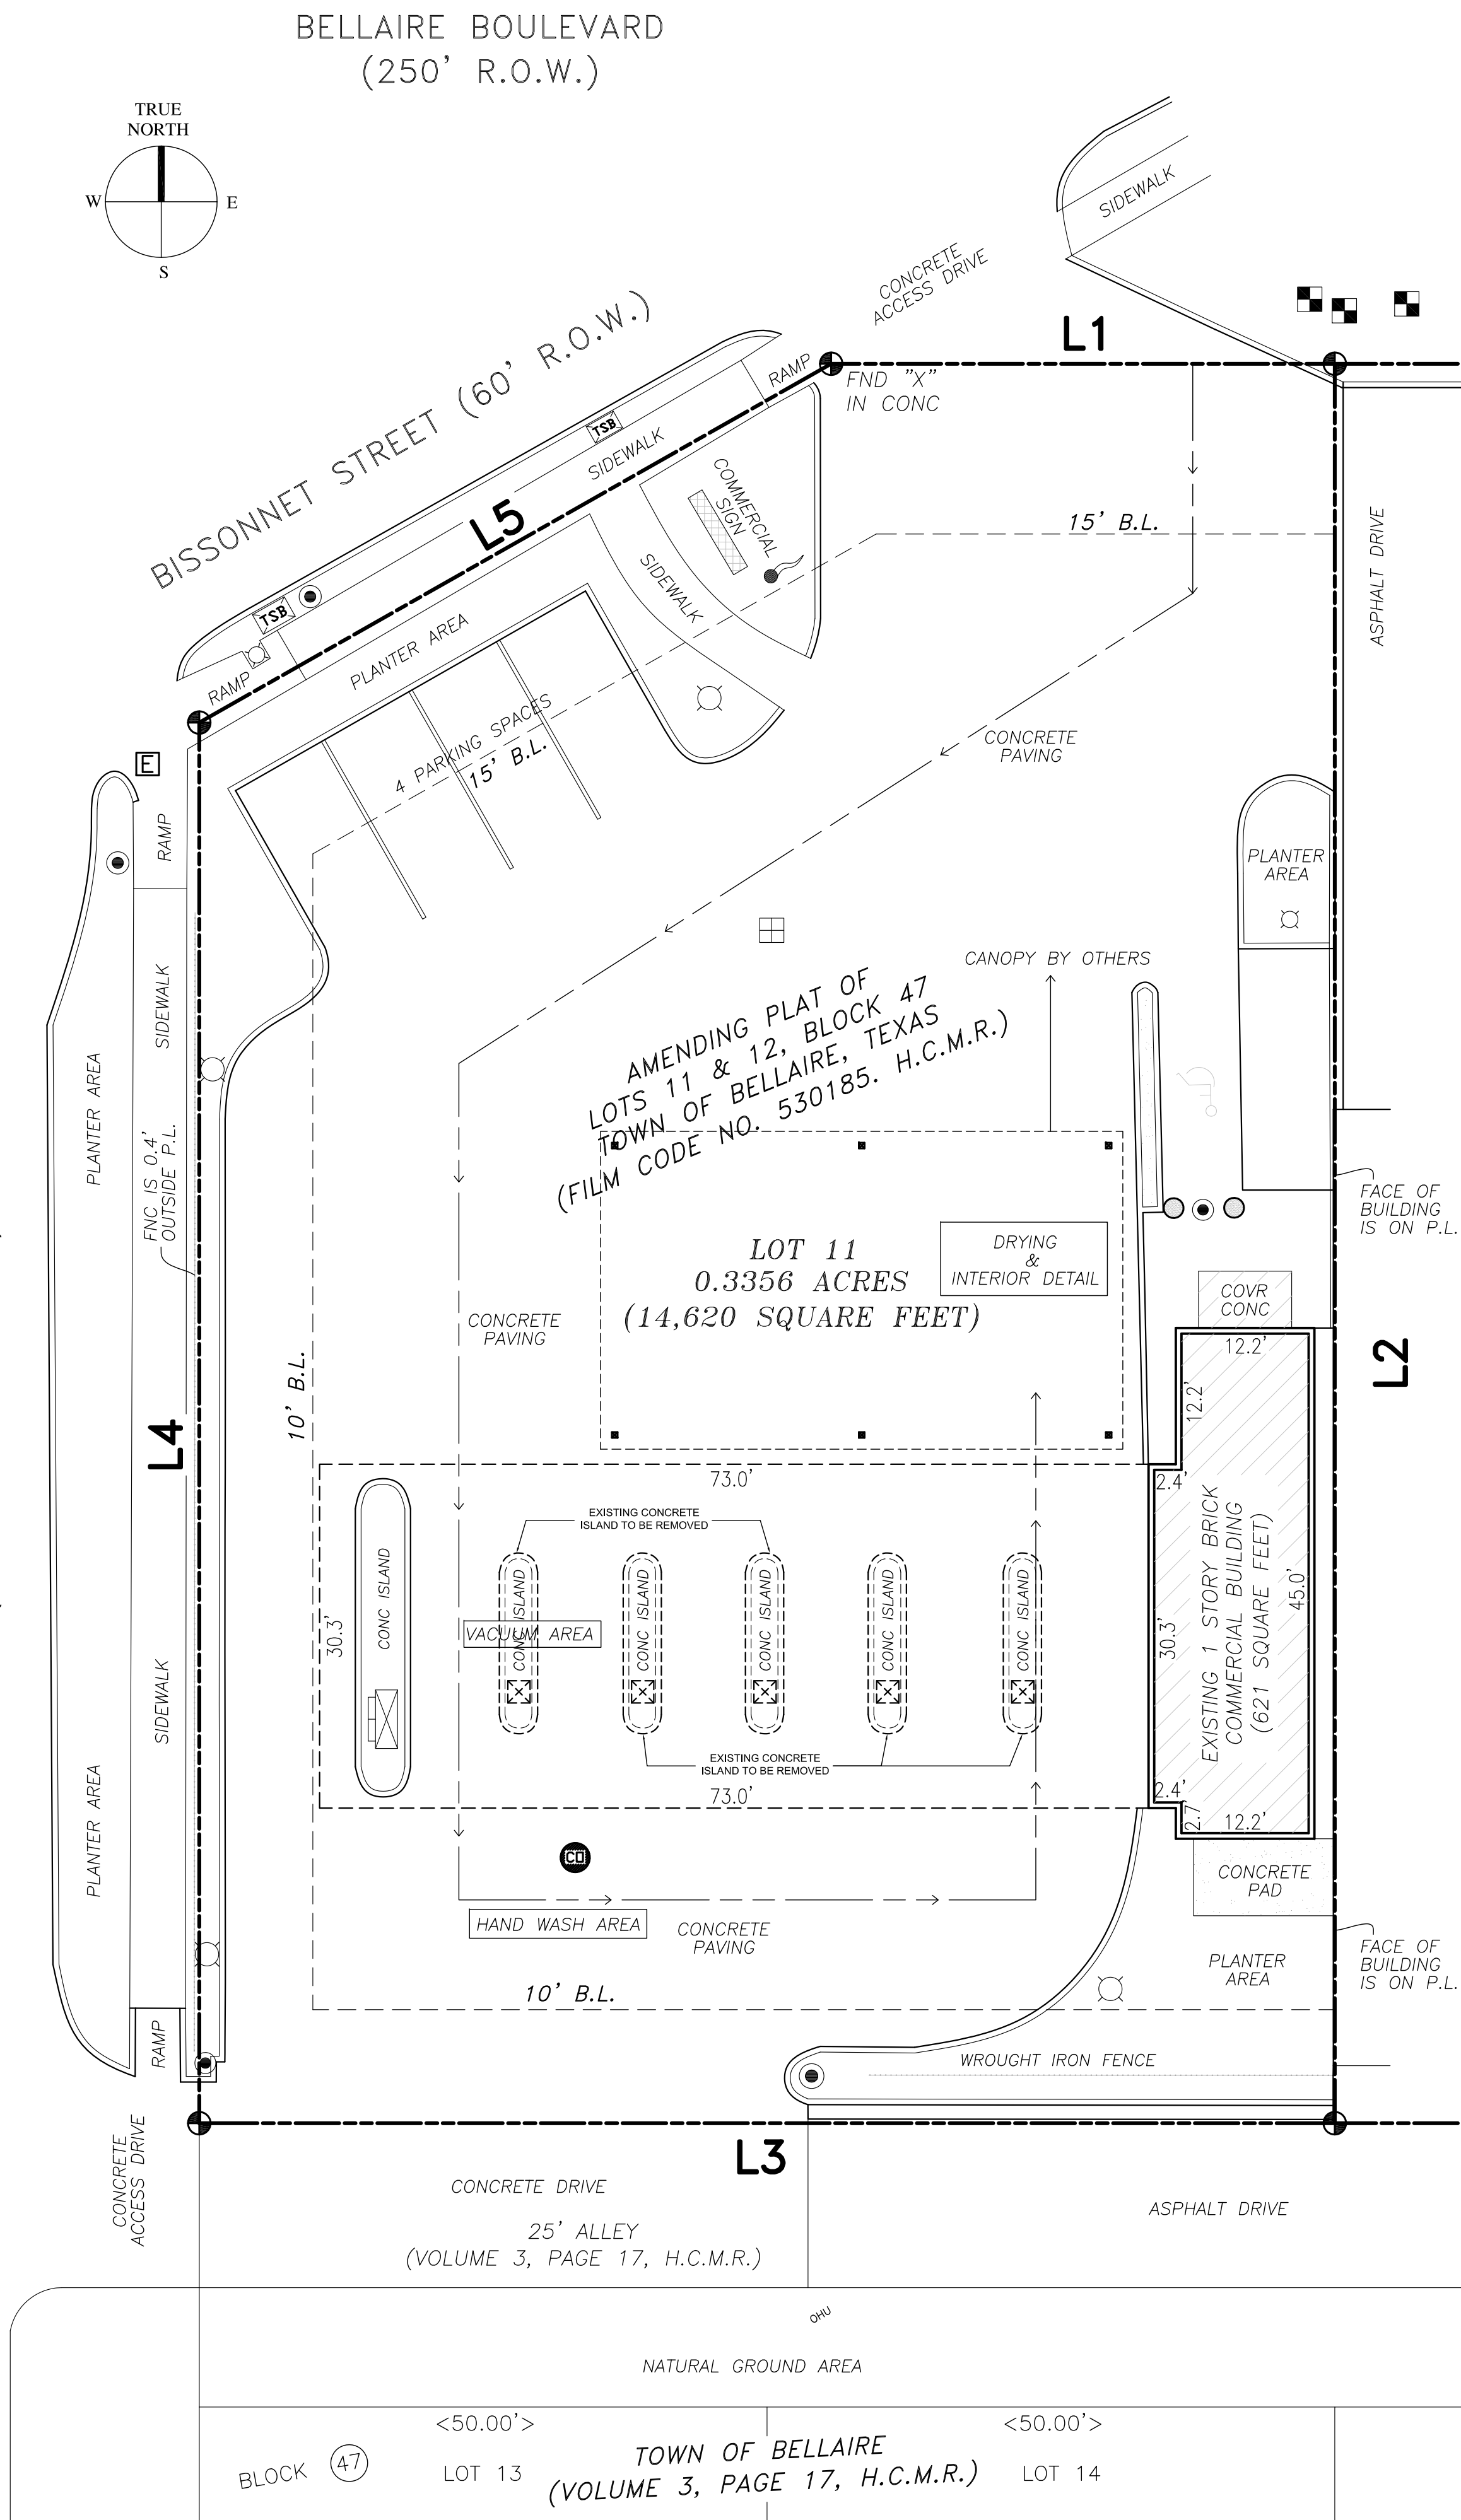 BELLAIRE BOULEVARD
(250' R.O.W.)
TRUE
NORTH
W
E
S
SIDEWALK
CONCRETE
ACCESS DRIVE
L1
BISSONNET STREET (60' R.O.W.)
RAMP
FND "X"
IN CONC
TSB
SIDEWALK
L5
COMMERCIAL
SIGN
15' B.L.
ASPHALT DRIVE
SIDEWALK
TSB
PLANTER AREA
RAMP
4 PARKING SPACES
15' B.L.
CONCRETE
PAVING
E
RAMP
PLANTER
AREA
SIDEWALK
CANOPY BY OTHERS
AMENDING PLAT OF
LOTS 11 & 12, BLOCK 47
TOWN OF BELLAIRE, TEXAS
(FILM CODE NO. 530185. H.C.M.R.)
PLANTER AREA
FNC IS 0.4'
OUTSIDE P.L.
FACE OF
BUILDING
IS ON P.L.
LOT 11
0.3356 ACRES
(14,620 SQUARE FEET)
DRYING
&
INTERIOR DETAIL
COVR
CONC
CONCRETE
PAVING
12.2'
12.2'
L2
10' B.L.
L4
73.0'
2.4'
EXISTING CONCRETE
ISLAND TO BE REMOVED
CONC ISLAND
CONC ISLAND
CONC ISLAND
CONC ISLAND
CONC ISLAND
CONC ISLAND
30.3'
VACUUM AREA
30.3'
EXISTING 1 STORY BRICK
COMMERCIAL BUILDING
(621 SQUARE FEET)
45.0'
SIDEWALK
EXISTING CONCRETE
ISLAND TO BE REMOVED
73.0'
2.4'
2.7'
12.2'
PLANTER AREA
CO
CONCRETE
PAD
HAND WASH AREA
CONCRETE
PAVING
FACE OF
BUILDING
IS ON P.L.
PLANTER
AREA
10' B.L.
RAMP
WROUGHT IRON FENCE
CONCRETE
ACCESS DRIVE
L3
CONCRETE DRIVE
ASPHALT DRIVE
25' ALLEY
(VOLUME 3, PAGE 17, H.C.M.R.)
OHU
NATURAL GROUND AREA
<50.00'>
<50.00'>
BLOCK 47
LOT 13
TOWN OF BELLAIRE
(VOLUME 3, PAGE 17, H.C.M.R.)
LOT 14